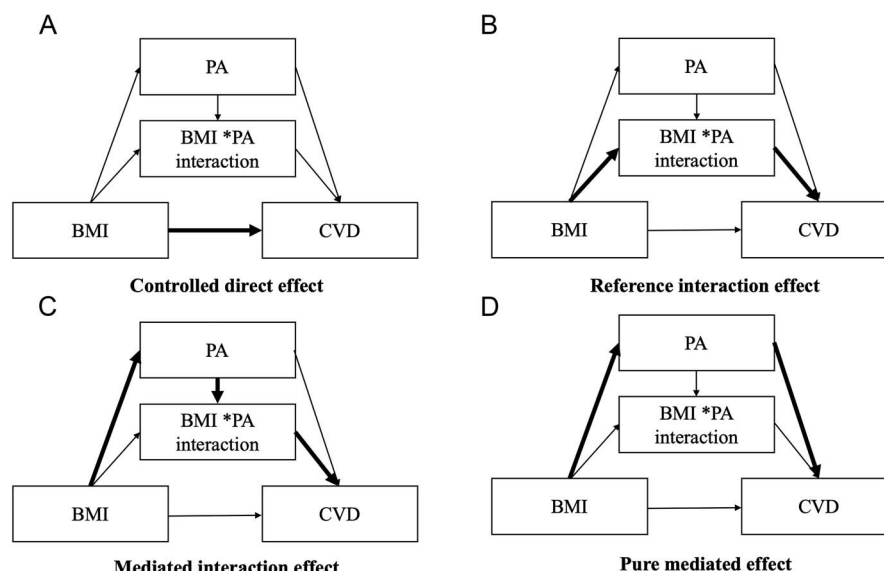 A
PA
BMI *PA
interaction
BMI
CVD
Controlled direct effect
B
PA
BMI *PA
interaction
BMI
CVD
Reference interaction effect
C
PA
BMI *PA
interaction
BMI
CVD
Mediated interaction effect
D
PA
BMI *PA
interaction
BMI
CVD
Pure mediated effect